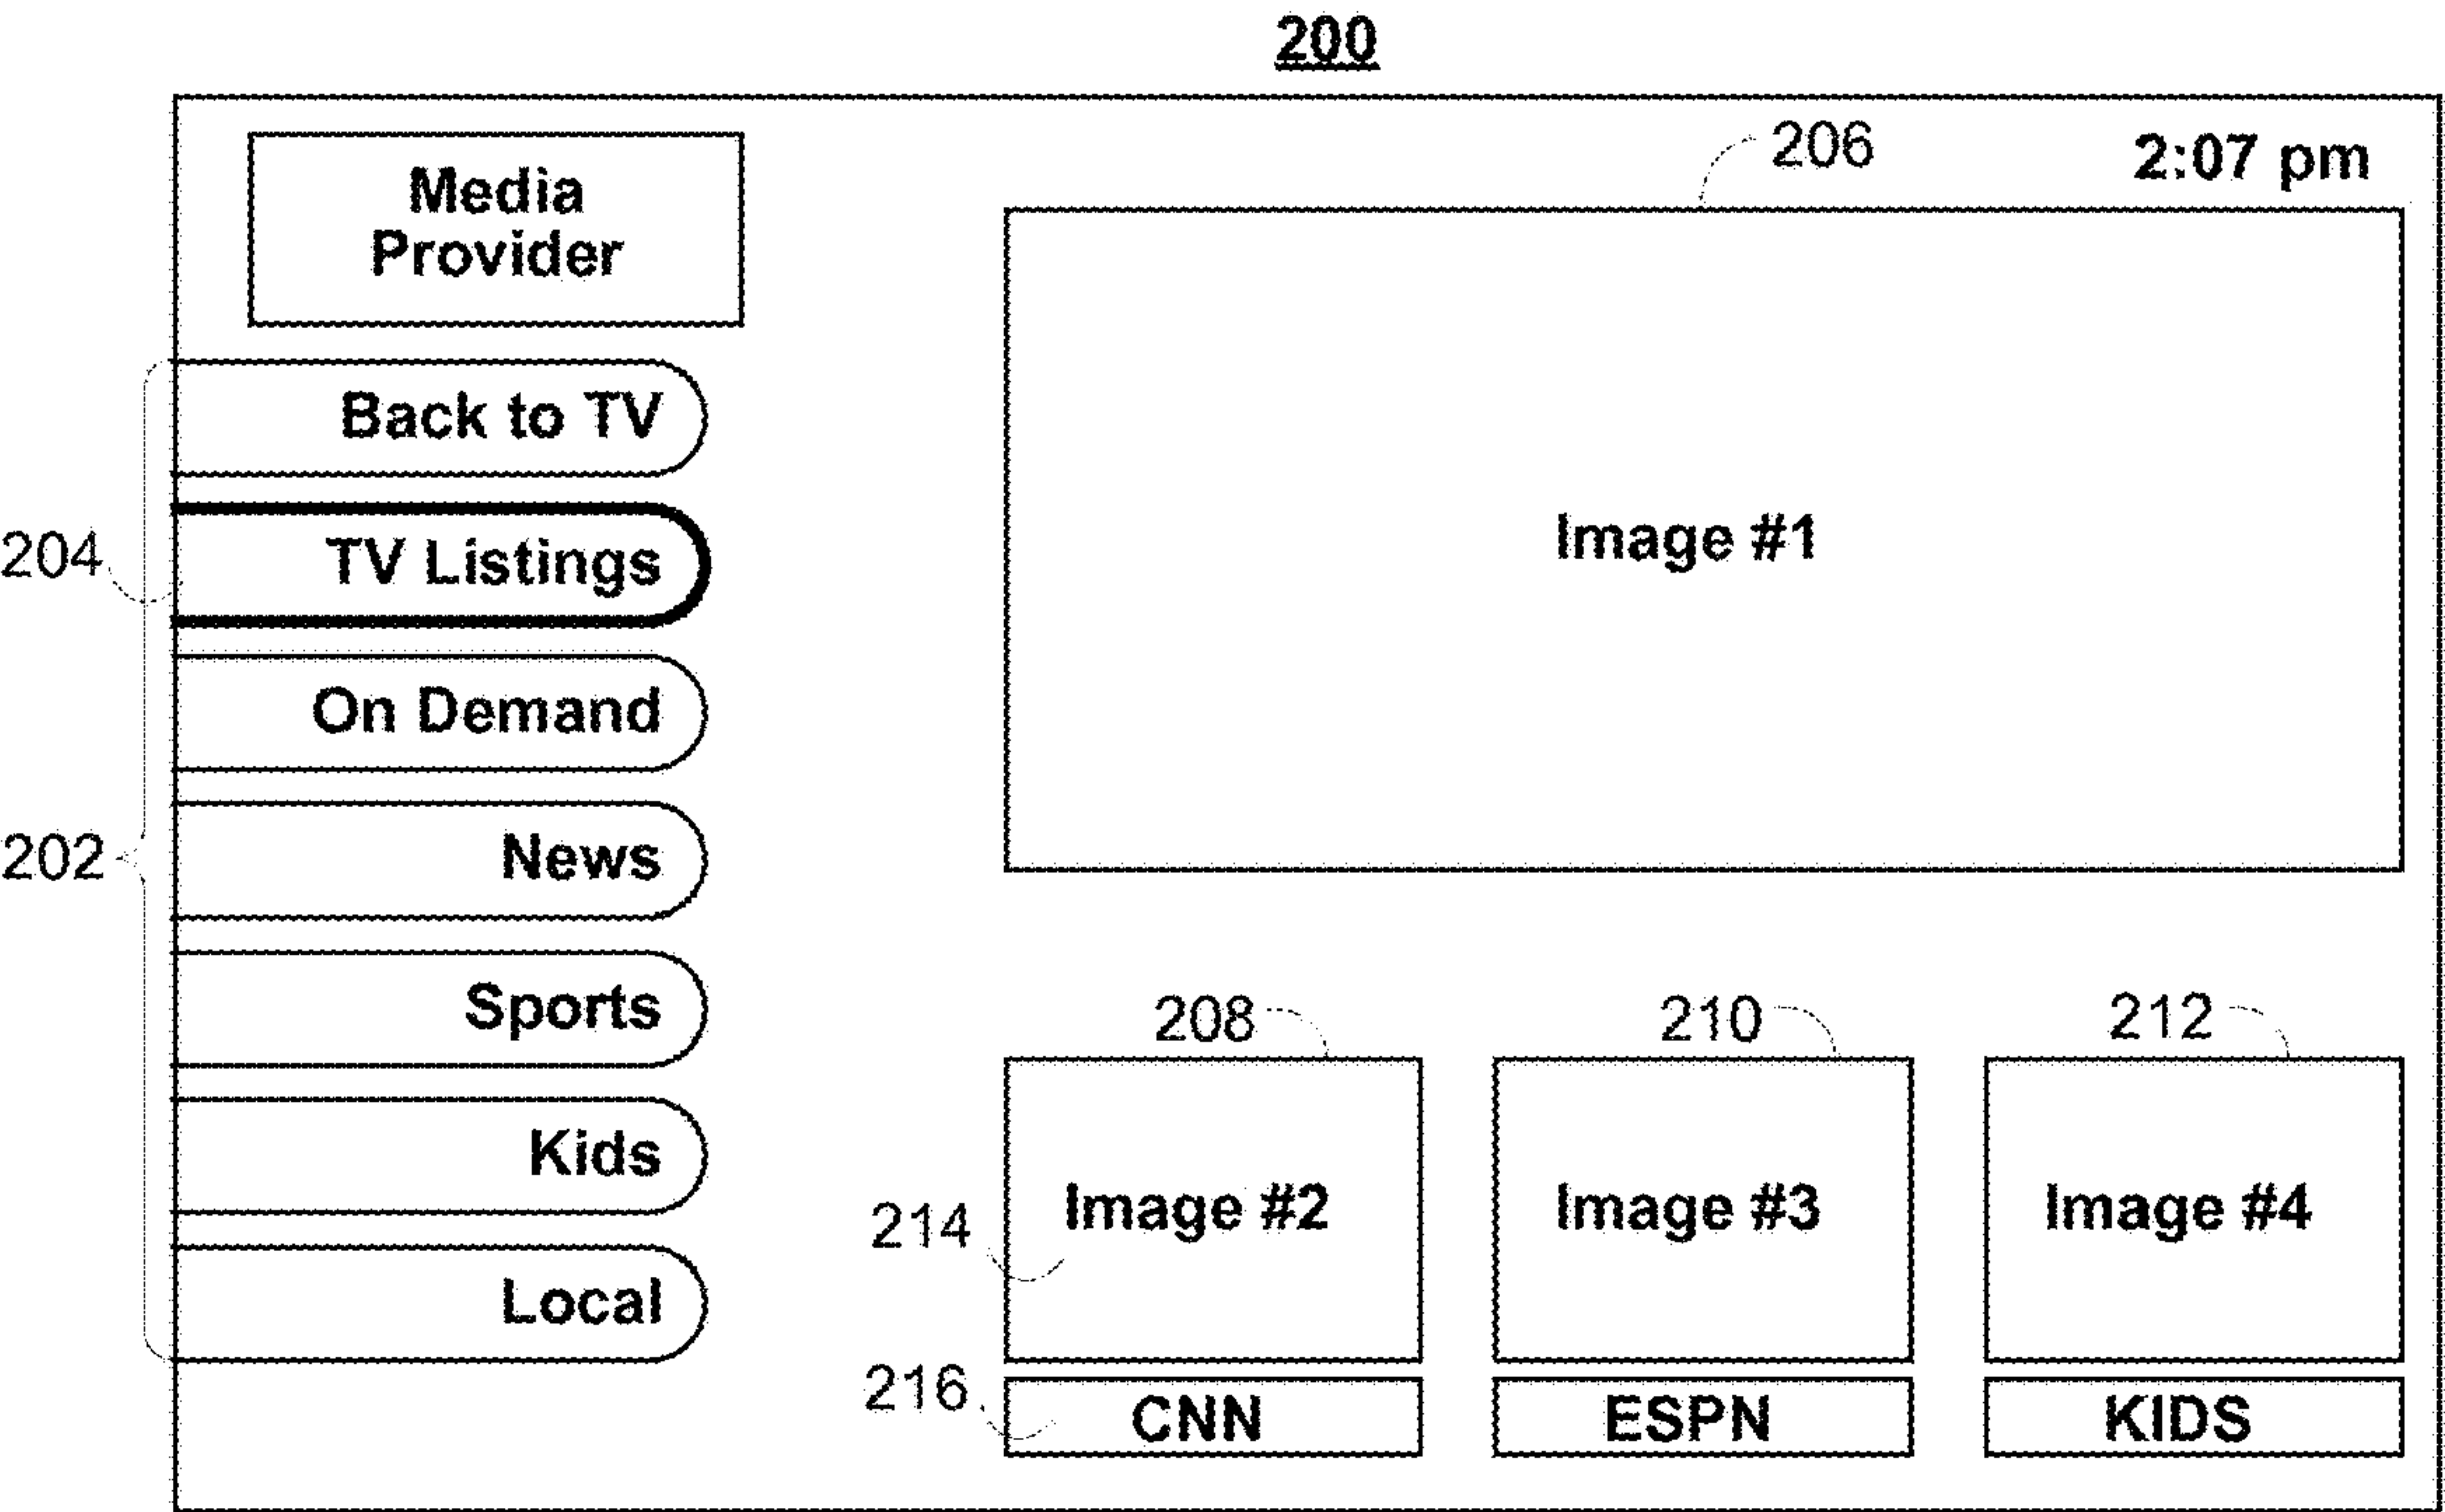 200
Media
Provider
206
2:07 pm
Back to TV
204
TV Listings
On Demand
202
News
Sports
Kids
Local
Image #1
208
210
212
214
Image #2
Image #3
Image #4
216
CNN
ESPN
KIDS